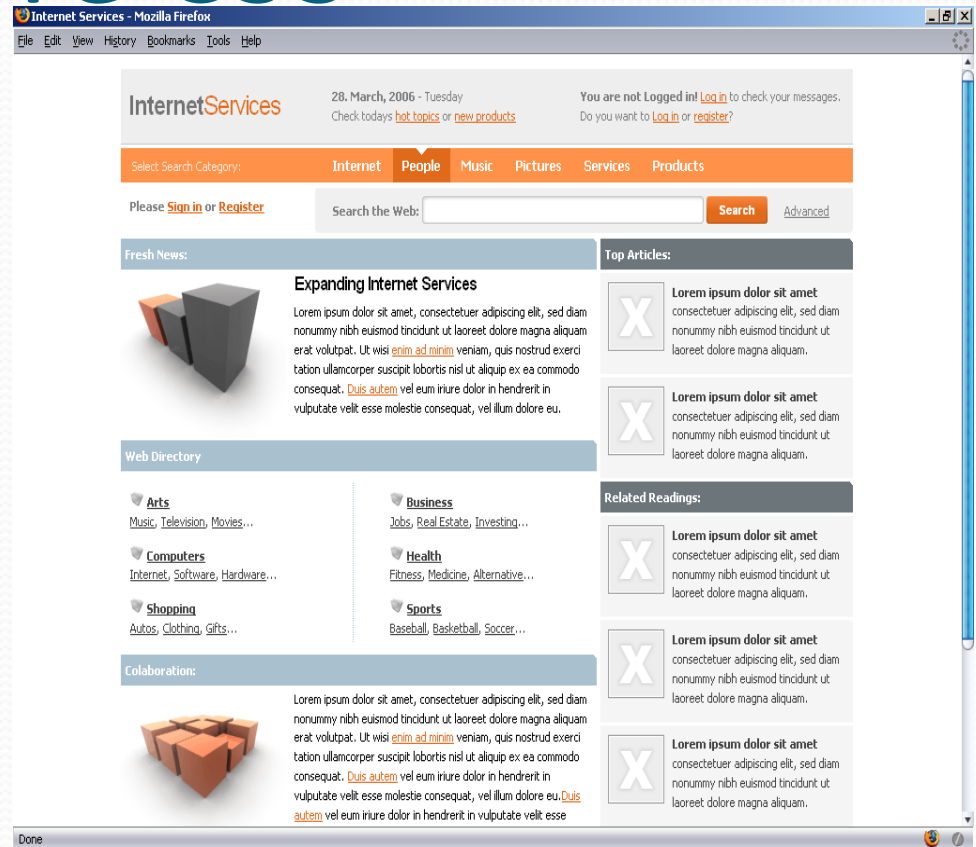 Internet Services - Mozilla Firefox
File Edit View History Bookmarks Tools Help
InternetServices
28. March, 2006 - Tuesday
Check todays hot topics or new products
You are not Logged in! Log in to check your messages.
Do you want to Log in or register?
Select Search Category:
Internet People Music Pictures Services Products
Please Sign in or Register
Search the Web:
Search
Advanced
Fresh News:
Expanding Internet Services
Lorem ipsum dolor sit amet, consectetuer adipiscing elit, sed diam
nonummy nibh euismod tincidunt ut laoreet dolore magna aliquam
erat volutpat. Ut wisi enim ad minim veniam, quis nostrud exerci
tation ullamcorper suscipit lobortis nisl ut aliquip ex ea commodo
consequat. Duis autem vel eum iriure dolor in hendrerit in
vulputate velit esse molestie consequat, vel illum dolore eu.
Web Directory
Arts
Music, Television, Movies...
Computers
Internet, Software, Hardware...
Shopping
Autos, Clothing, Gifts...
Business
Jobs, Real Estate, Investing...
Health
Fitness, Medicine, Alternative...
Sports
Baseball, Basketball, Soccer...
Colaboration:
Lorem ipsum dolor sit amet, consectetuer adipiscing elit, sed diam
nonummy nibh euismod tincidunt ut laoreet dolore magna aliquam
erat volutpat. Ut wisi enim ad minim veniam, quis nostrud exerci
tation ullamcorper suscipit lobortis nisl ut aliquip ex ea commodo
consequat. Duis autem vel eum iriure dolor in hendrerit in
vulputate velit esse molestie consequat, vel illum dolore eu.Duis
autem vel eum iriure dolor in hendrerit in vulputate velit esse
Top Articles:
X
Lorem ipsum dolor sit amet
consectetuer adipiscing elit, sed diam
nonummy nibh euismod tincidunt ut
laoreet dolore magna aliquam.
X
Lorem ipsum dolor sit amet
consectetuer adipiscing elit, sed diam
nonummy nibh euismod tincidunt ut
laoreet dolore magna aliquam.
Related Readings:
X
Lorem ipsum dolor sit amet
consectetuer adipiscing elit, sed diam
nonummy nibh euismod tincidunt ut
laoreet dolore magna aliquam.
X
Lorem ipsum dolor sit amet
consectetuer adipiscing elit, sed diam
nonummy nibh euismod tincidunt ut
laoreet dolore magna aliquam.
X
Lorem ipsum dolor sit amet
consectetuer adipiscing elit, sed diam
nonummy nibh euismod tincidunt ut
laoreet dolore magna aliquam.
Done